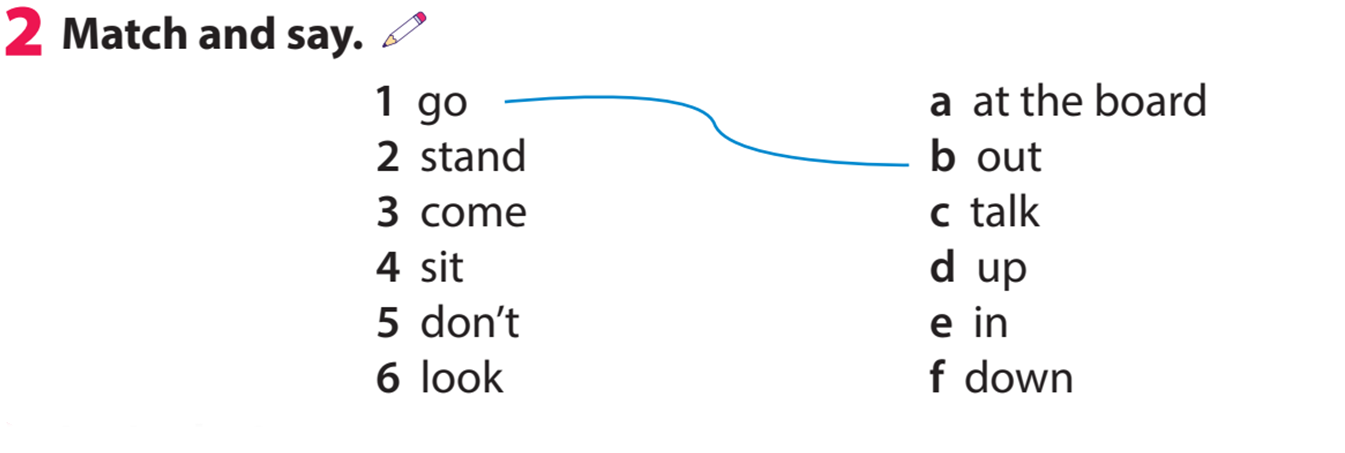 2 Match and say.
1 go a at the board
2 stand b out
3 come c talk
4 sit d up
5 don’t e in
6 look f down